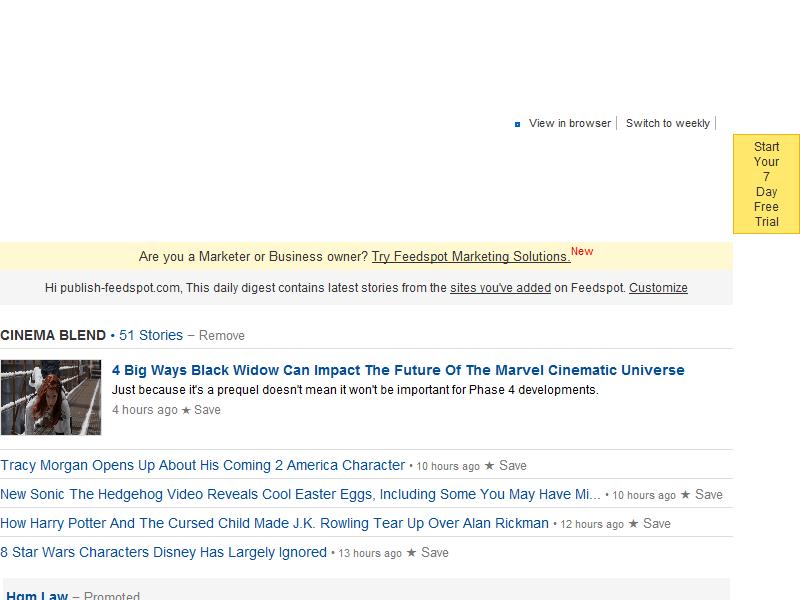 View in browser
Switch to weekly
Start
Your
7
Day
Free
Trial
Are you a Marketer or Business owner? Try Feedspot Marketing Solutions. New
Hi publish-feedspot.com, This daily digest contains latest stories from the sites you've added on Feedspot. Customize
CINEMA BLEND • 51 Stories – Remove
4 Big Ways Black Widow Can Impact The Future Of The Marvel Cinematic Universe
Just because it's a prequel doesn't mean it won't be important for Phase 4 developments.
4 hours ago ★ Save
Tracy Morgan Opens Up About His Coming 2 America Character • 10 hours ago ★ Save
New Sonic The Hedgehog Video Reveals Cool Easter Eggs, Including Some You May Have Mi... • 10 hours ago ★ Save
How Harry Potter And The Cursed Child Made J.K. Rowling Tear Up Over Alan Rickman • 12 hours ago ★ Save
8 Star Wars Characters Disney Has Largely Ignored • 13 hours ago ★ Save
Hqm Law – Promoted